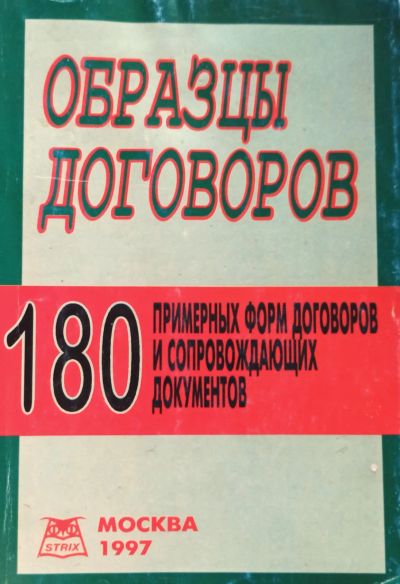 ОБРАЗЦЫ
ДОГОВОРОВ
180
ПРИМЕРНЫХ ФОРМ ДОГОВОРОВ
И СОПРОВОЖДАЮЩИХ
ДОКУМЕНТОВ
STRIX
МОСКВА
1997